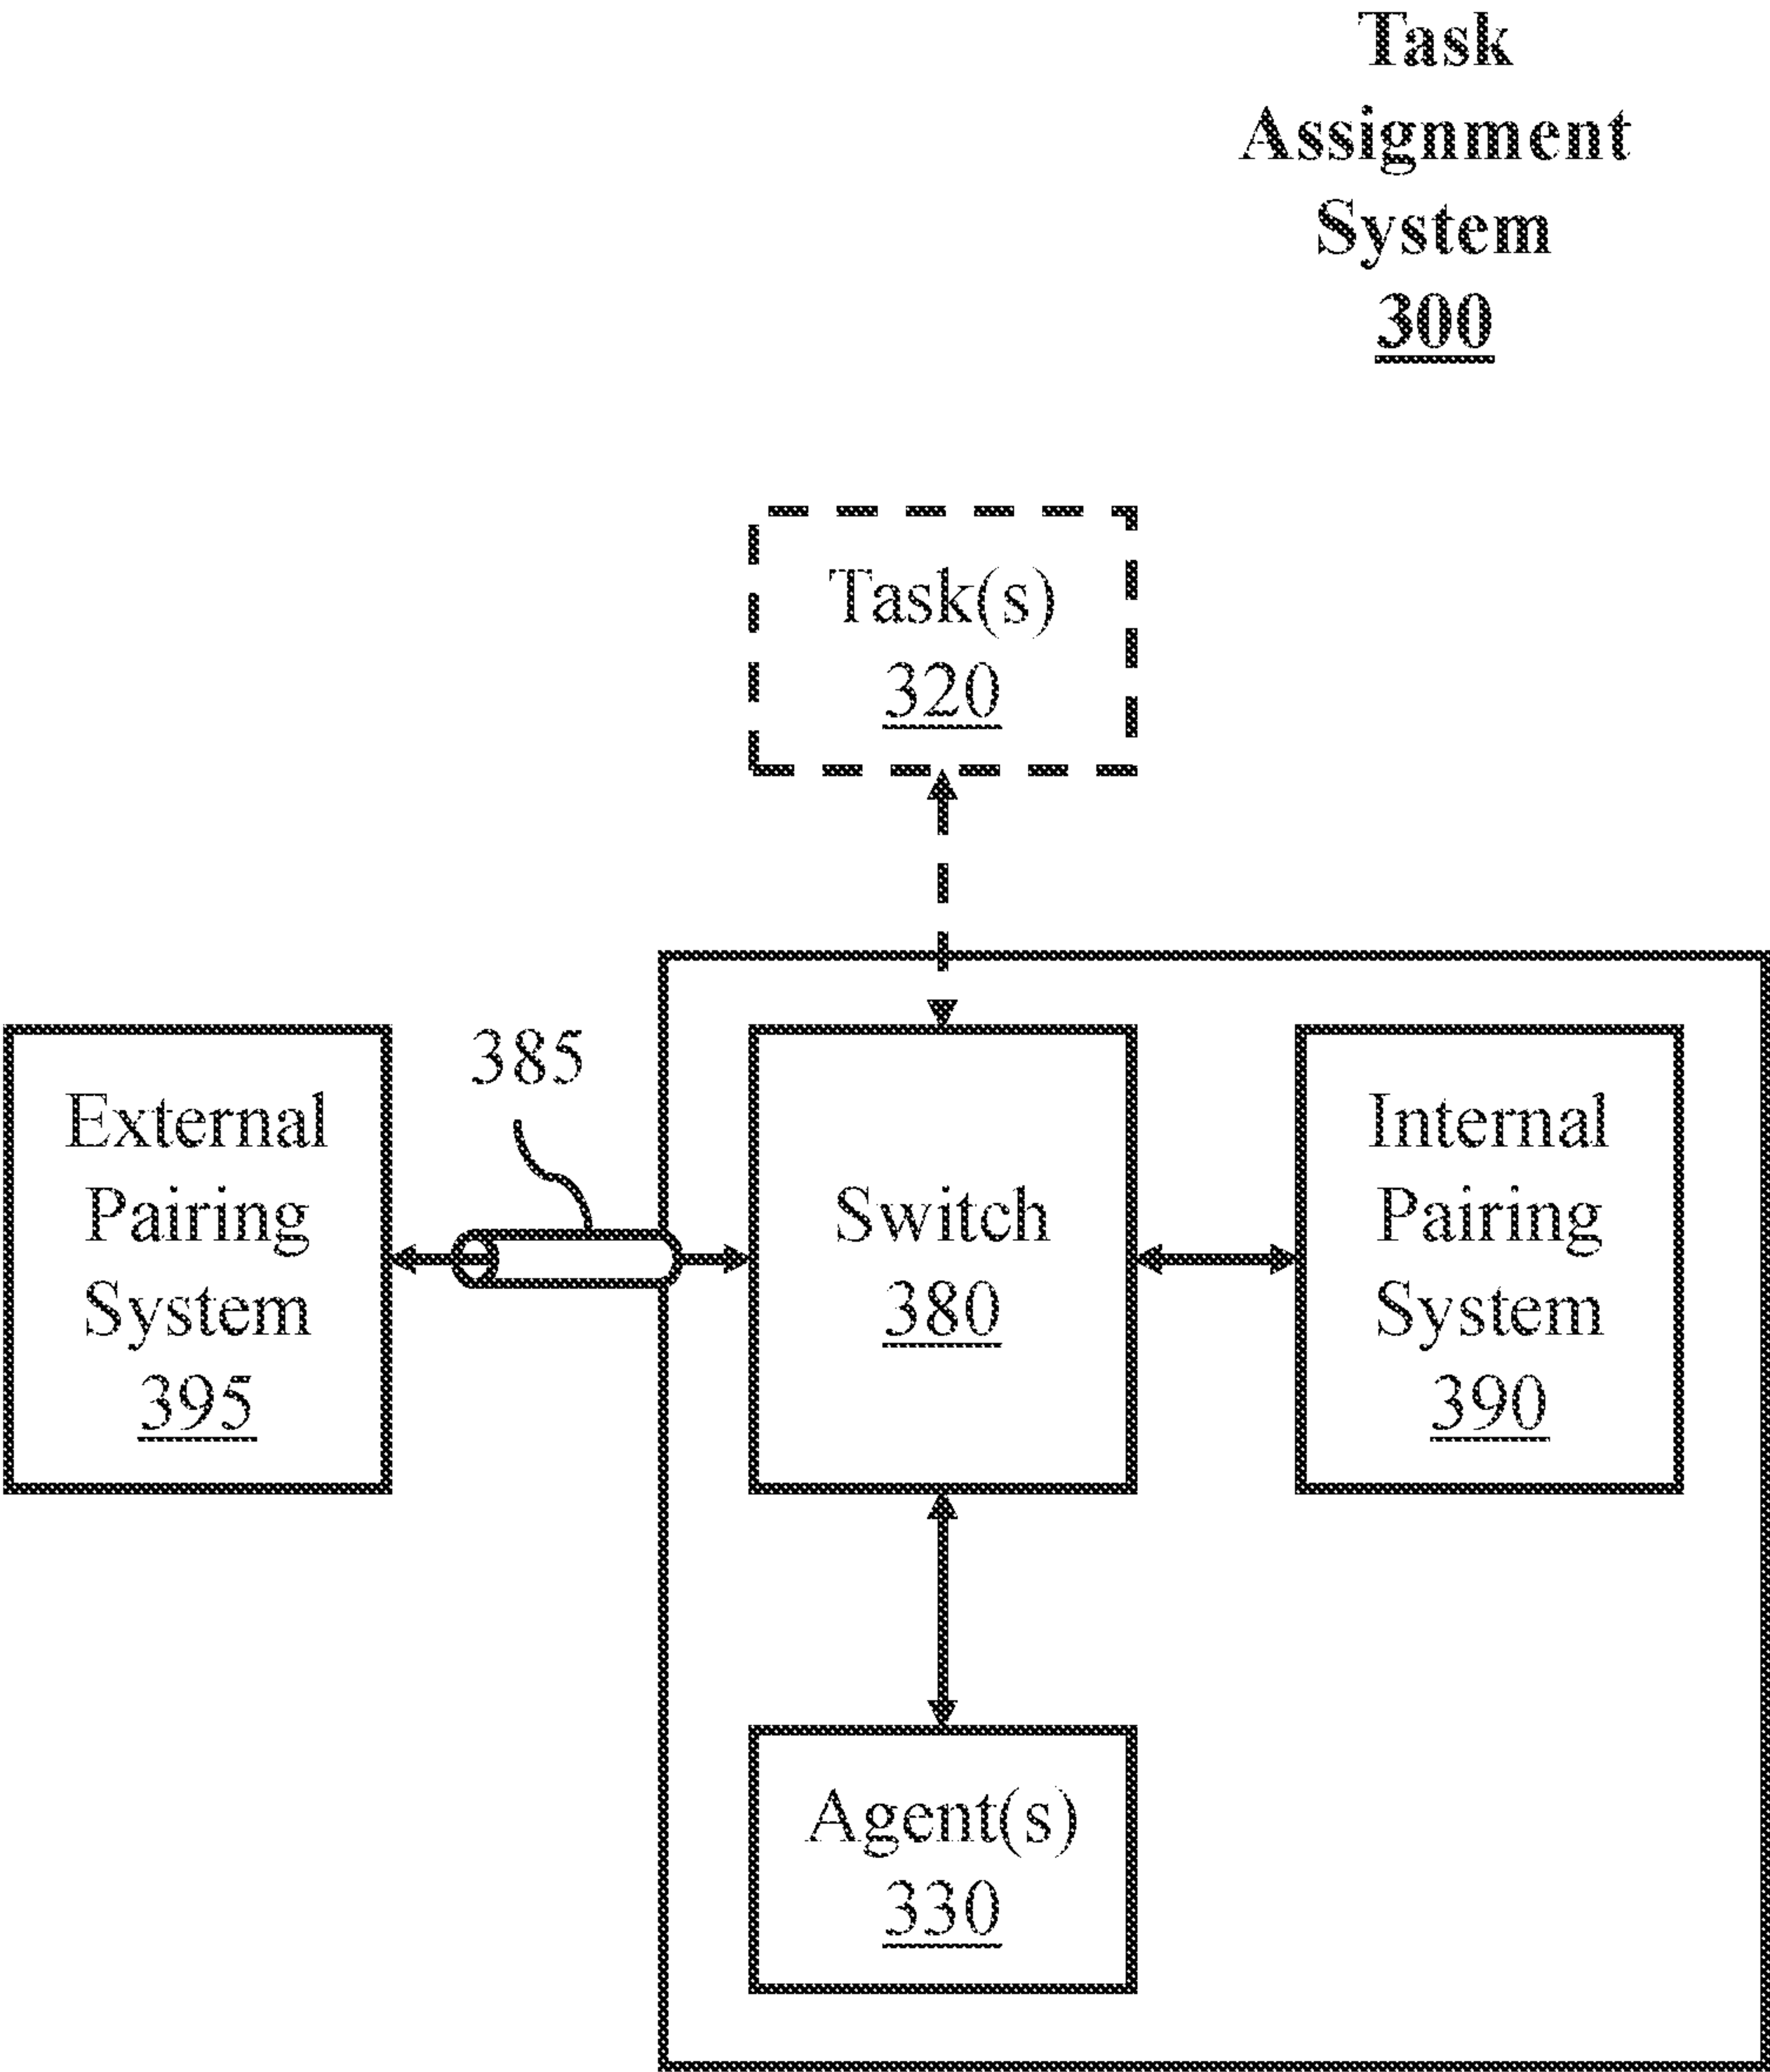 Task
Assignment
System
300
Task(s)
320
385
External
Pairing
System
395
Switch
380
Internal
Pairing
System
390
Agent(s)
330